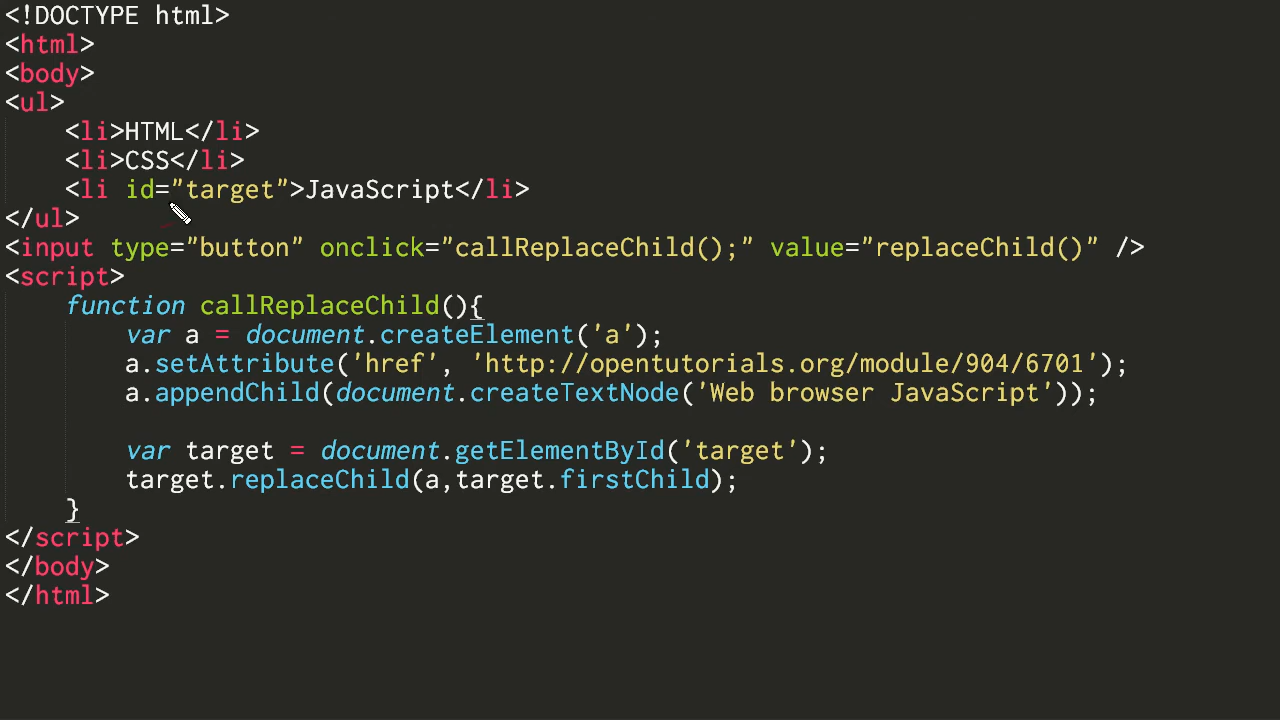 <!DOCTYPE html>
<html>
<body>
<ul>
    <li>HTML</li>
    <li>CSS</li>
    <li id="target">JavaScript</li>
</ul>
<input type="button" onclick="callReplaceChild();" value="replaceChild()" />
<script>
    function callReplaceChild(){
        var a = document.createElement('a');
        a.setAttribute('href', 'http://opentutorials.org/module/904/6701');
        a.appendChild(document.createTextNode('Web browser JavaScript'));

        var target = document.getElementById('target');
        target.replaceChild(a,target.firstChild);
    }
</script>
</body>
</html>